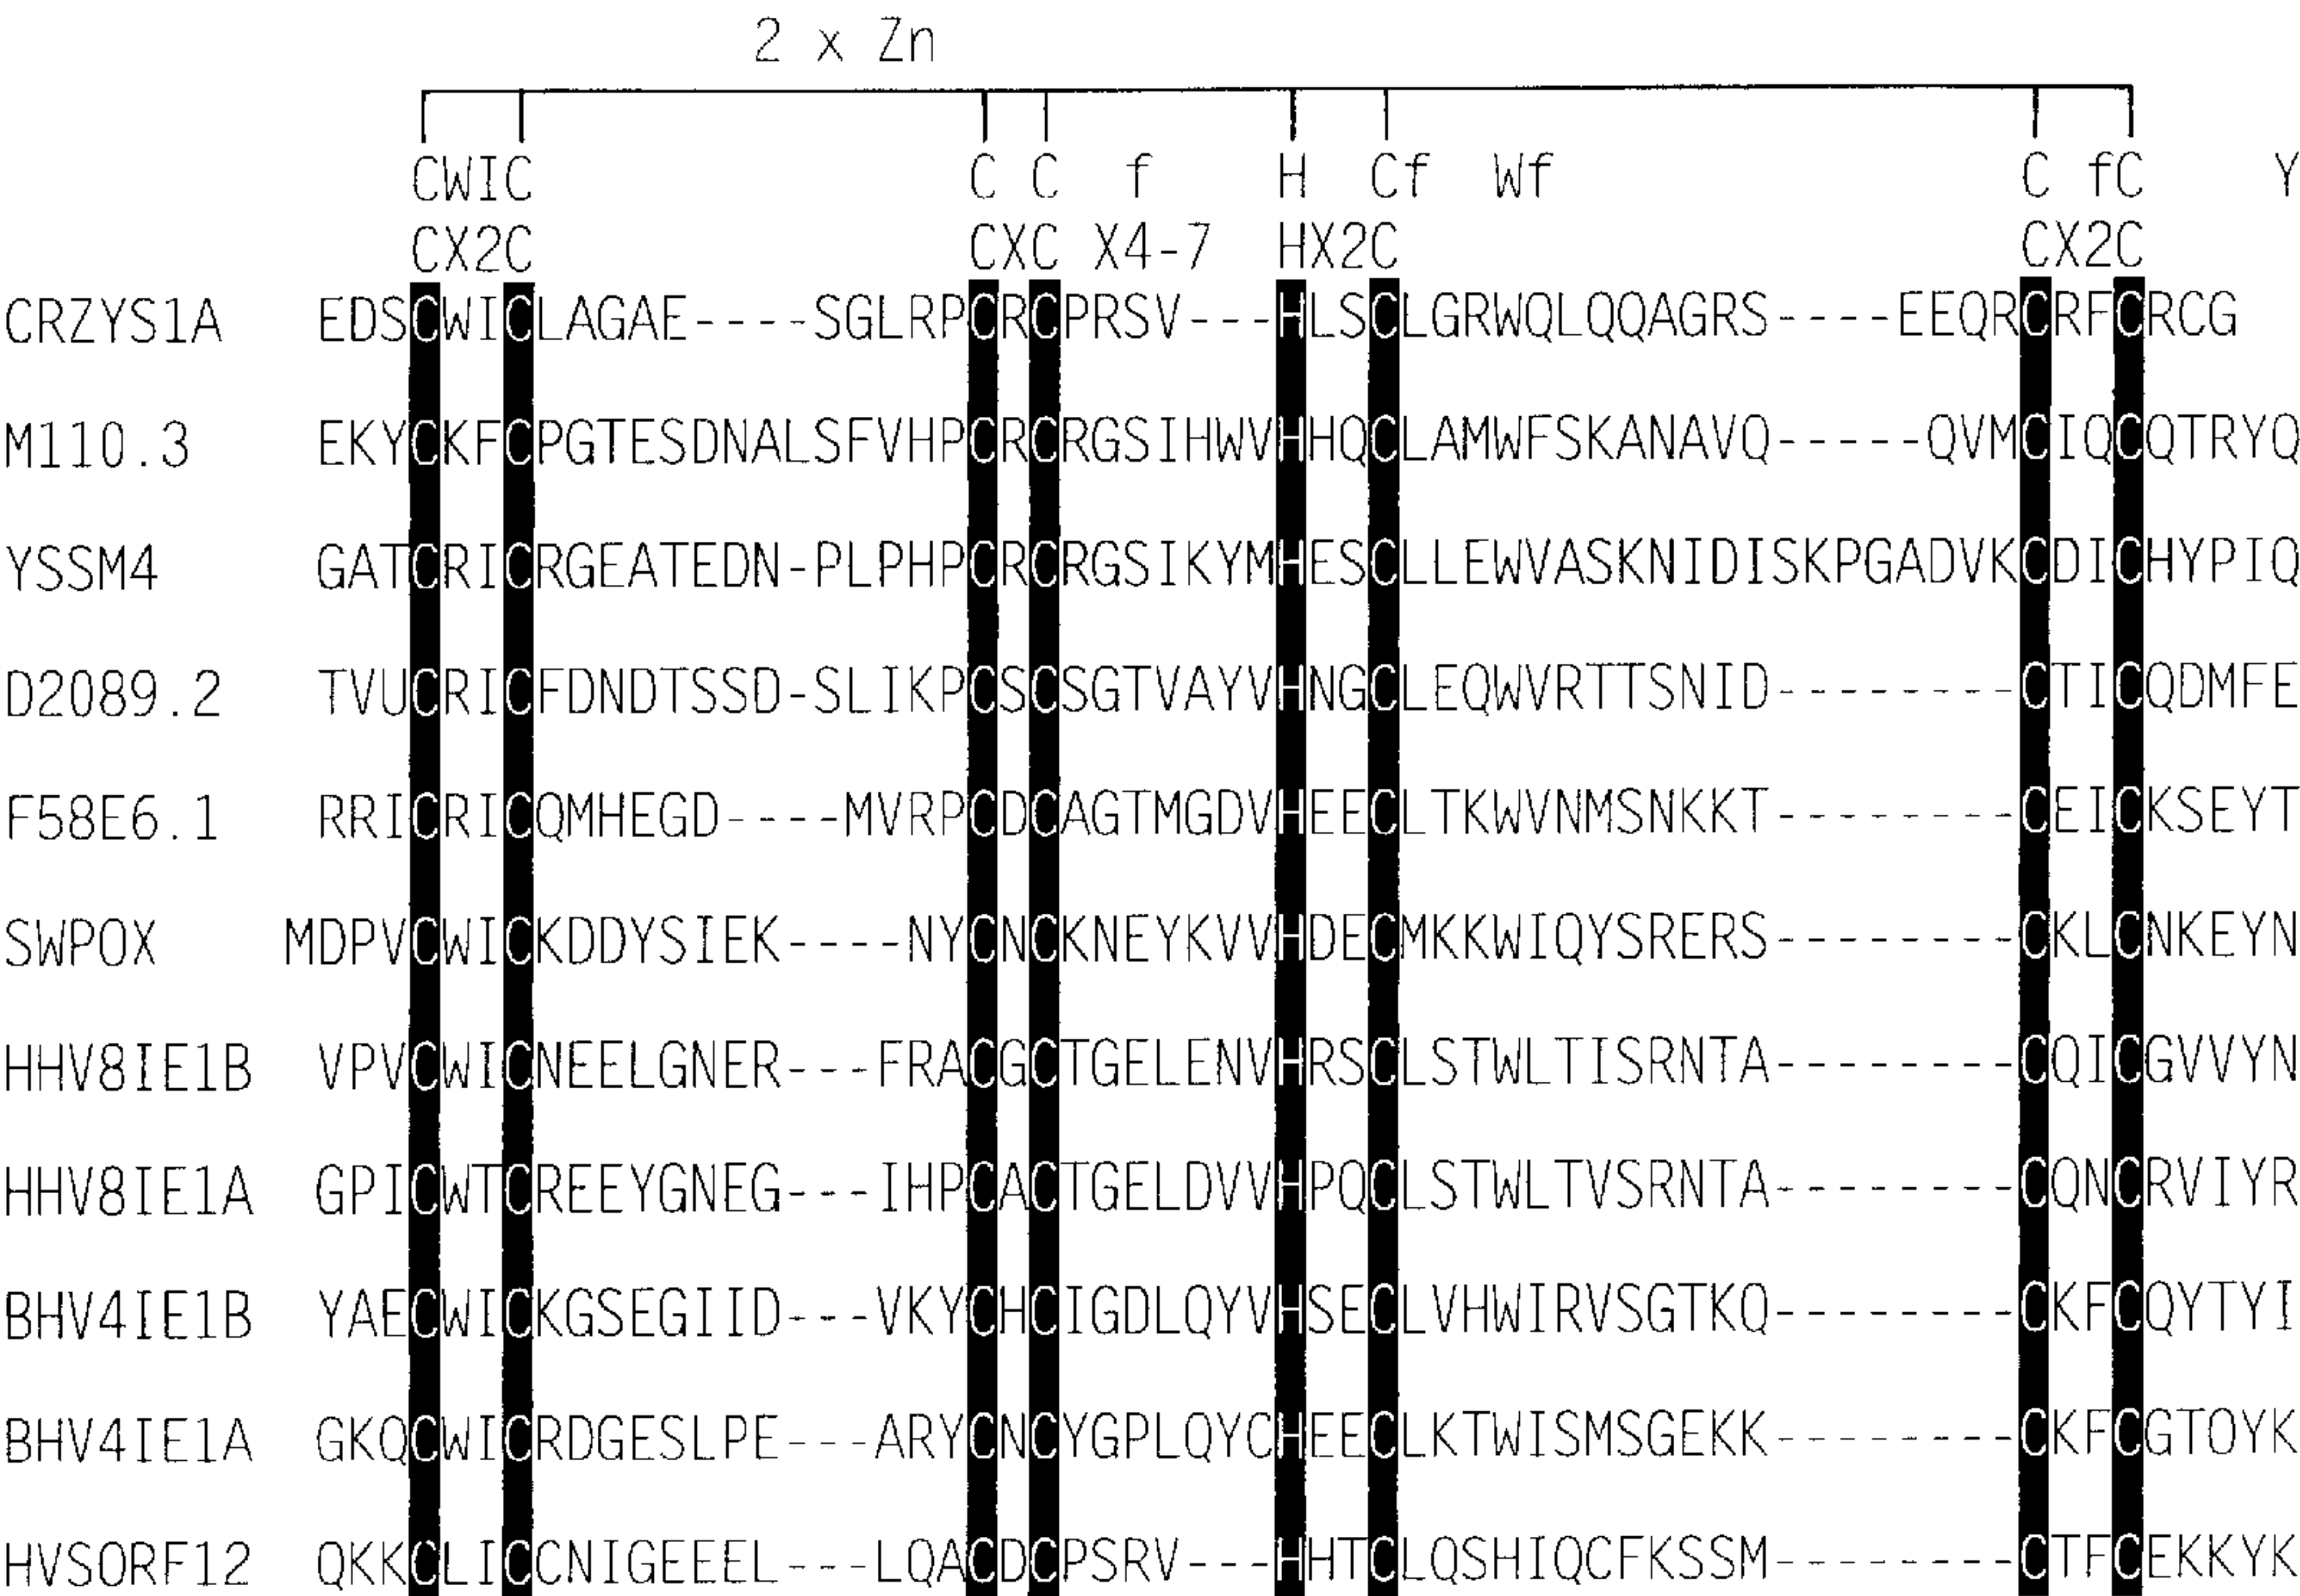 2 x Zn
CWIC C C f H Cf Wf C fC Y
CX2C CXC X4-7 HX2C CX2C
CRZYS1A EDSCWICLAGAE----SGLRPCRCPRSV---HLSCLGRWQLQQAGRS----EEQRCRFCRCG
M110.3 EKYCKFCPGTESDNALSFVHPCRCRGSIHWVHHQCLAMWFSKANAVQ-----QVMCIQCQTRYQ
YSSM4 GATCRICRGEATEDN-PLPHPCRCRGSIKYMHESCLLEWVASKNIDISKPGADVKCDICHYPIQ
D2089.2 TVUCRICFDNDTSSD-SLIKPCSCSGTVAYVHNGCLEQWVRTTSNID--------CTICQDMFE
F58E6.1 RRICRICQMHEGD----MVRPCDCAGTMGDVHEECLTKWVNMSNKKT--------CEICKSEYT
SWPOX MDPVCWICKDDYSIEK----NYCNCKNEYKVVHDECMKKWIQYSRERS--------CKLCNKEYN
HHV8IE1B VPVCWICNEELGNER---FRACGCTGELENVHRSCLSTWLTISRNTA--------CQICGVVYN
HHV8IE1A GPICWTCREEYGNEG---IHPCACTGELDVVHPQCLSTWLTVSRNTA--------CQNCRVIYR
BHV4IE1B YAECWICKGSEGIID---VKYCHCIGDLQYVHSECLVHWIRVSGTKQ--------CKFCQYTYI
BHV4IE1A GKQCWICRDGESLPE---ARYCNCYGPLQYCHEECLKTWISMSGEKK--------CKFCGTOYK
HVSORF12 QKKCLICCNIGEEEL---LQACDCPSRV---HHTCLQSHIQCFKSSM--------CTFCEKKYK